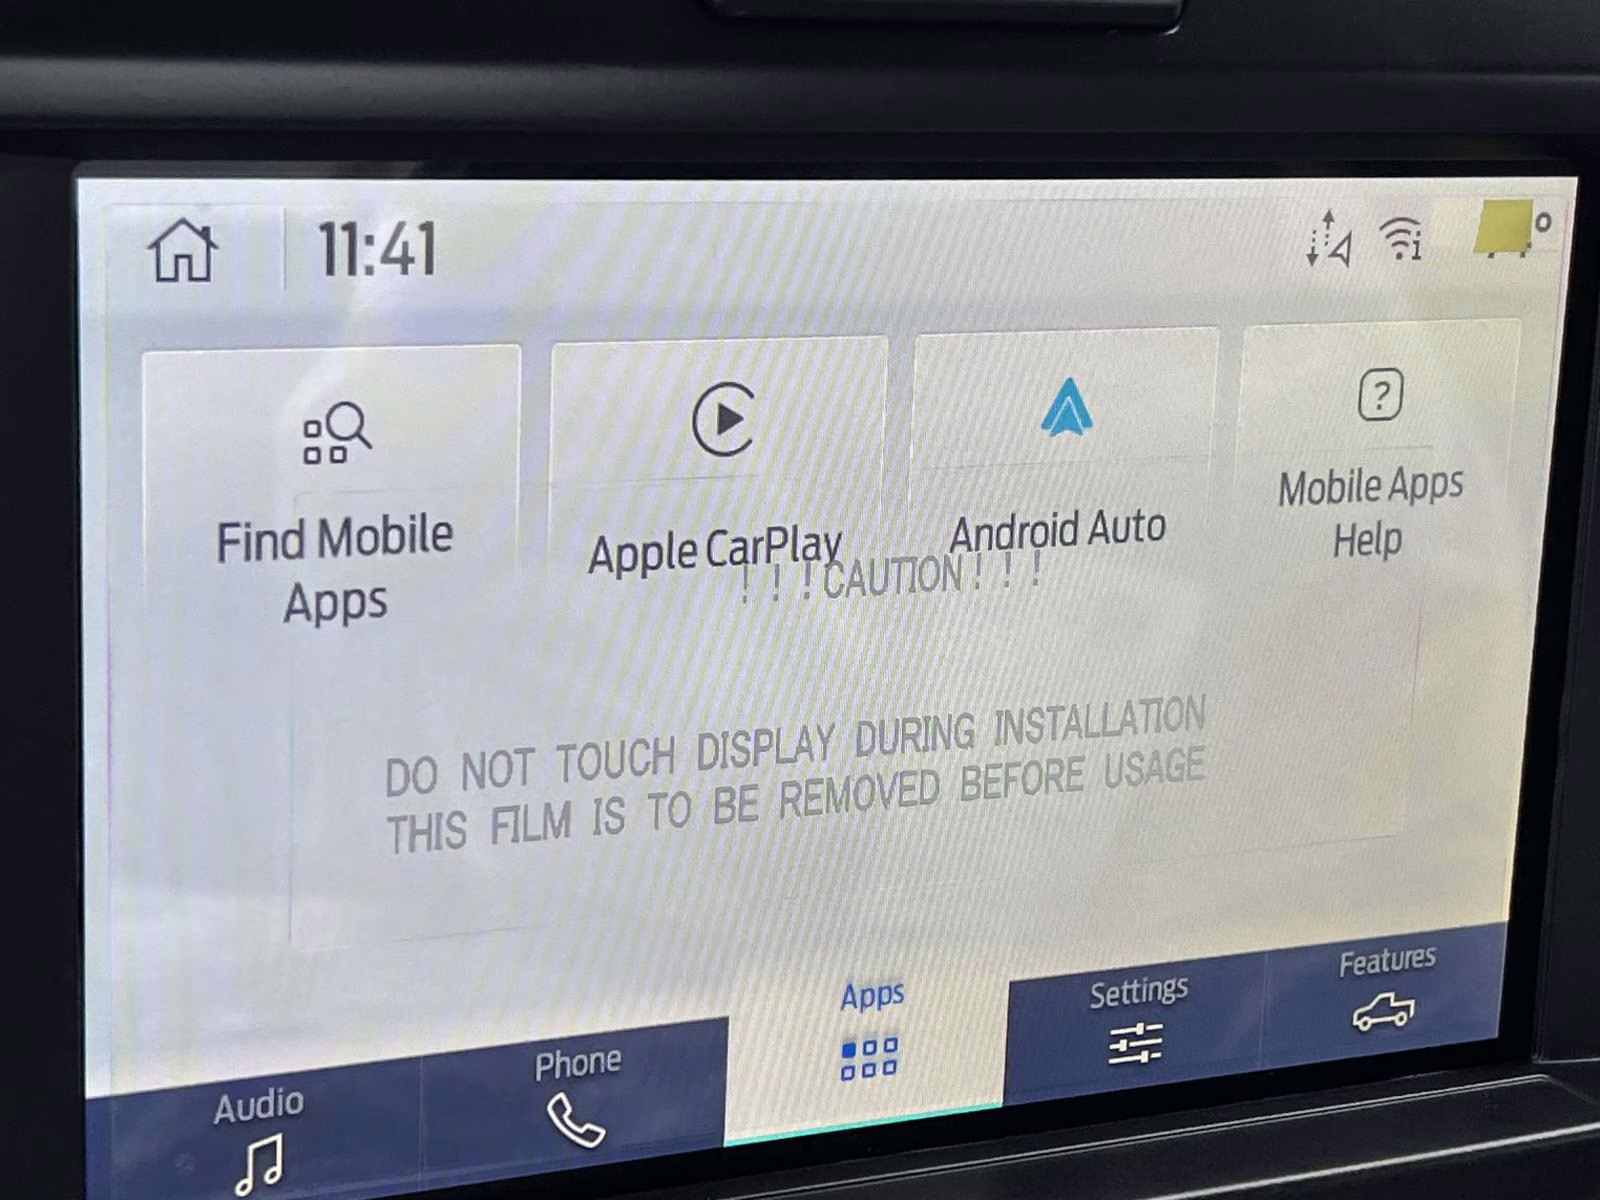 11:41
Find Mobile
Apps
Apple CarPlay
Android Auto
Mobile Apps
Help
! ! ! CAUTION ! ! !
DO NOT TOUCH DISPLAY DURING INSTALLATION
THIS FILM IS TO BE REMOVED BEFORE USAGE
Audio
Phone
Apps
Settings
Features